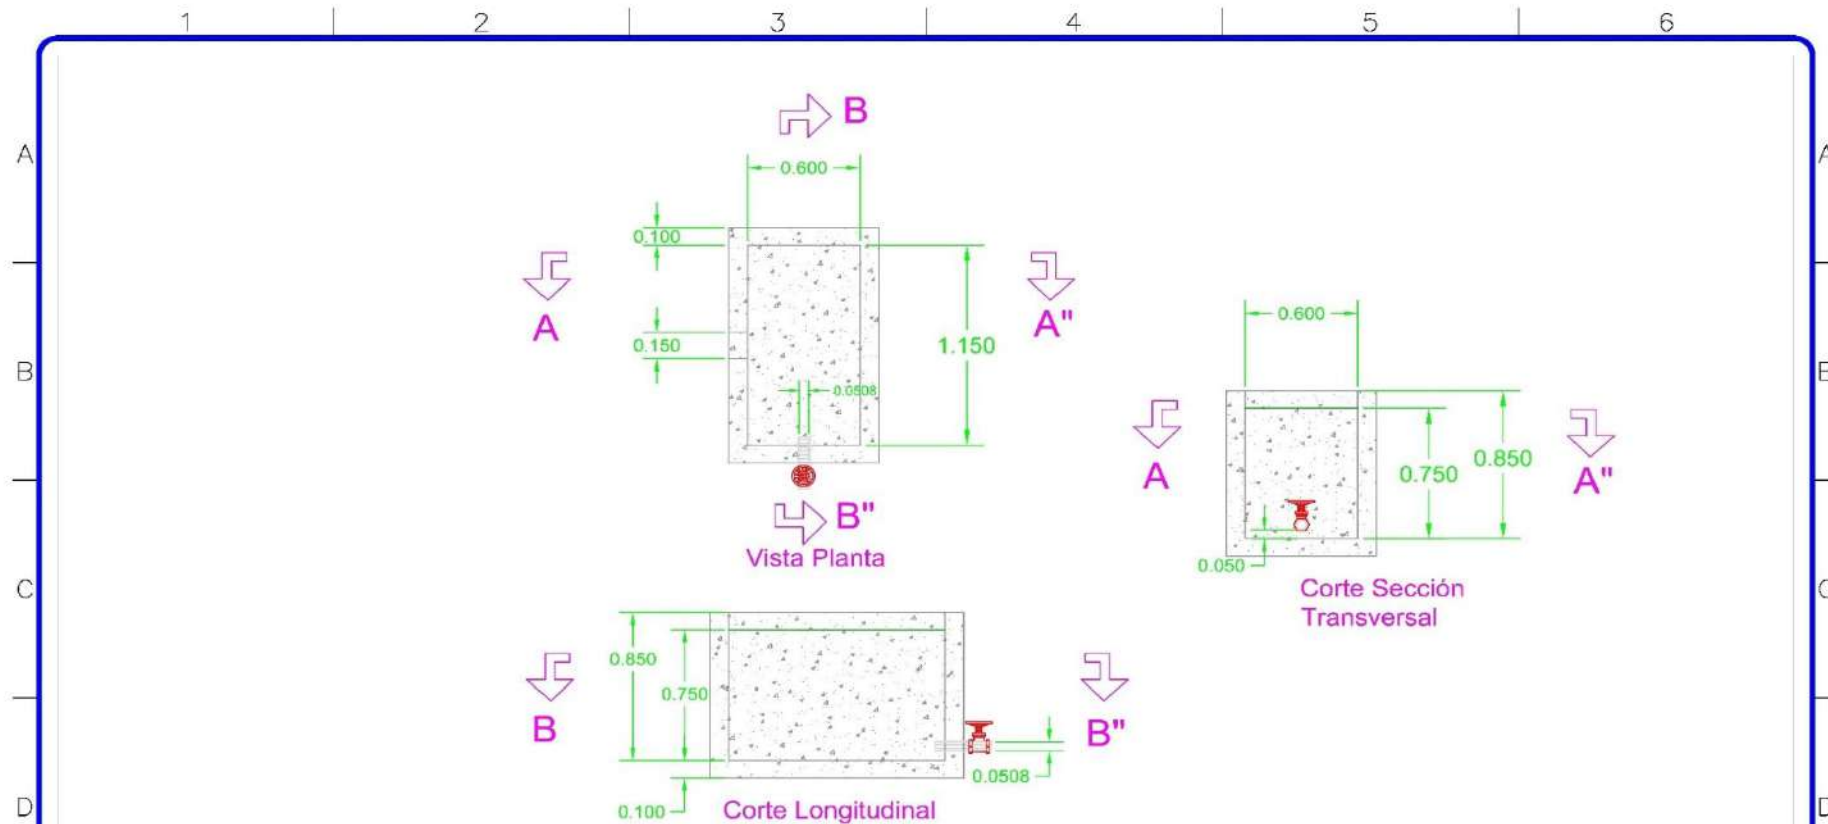 1 2 3 4 5 6
A
B
C
D
B
0.600
0.100
A
A"
0.150
1.150
0.0508
B"
Vista Planta
0.600
A
A"
0.750
0.850
0.050
Corte Sección
Transversal
0.850
0.750
B
B"
0.0508
0.100
Corte Longitudinal